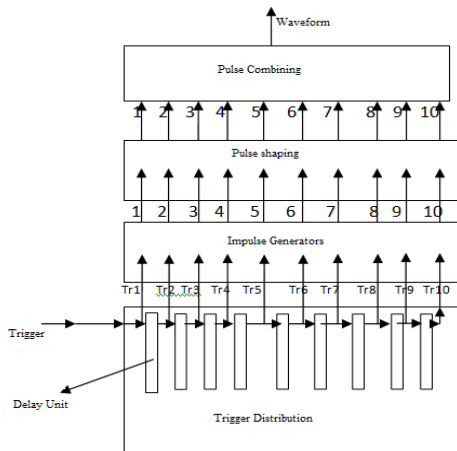 Waveform
Pulse Combining
1 2 3 4 5 6 7 8 9 10
Pulse shaping
1 2 3 4 5 6 7 8 9 10
Impulse Generators
Tr1 Tr2 Tr3 Tr4 Tr5 Tr6 Tr7 Tr8 Tr9 Tr10
Trigger
Delay Unit
Trigger Distribution